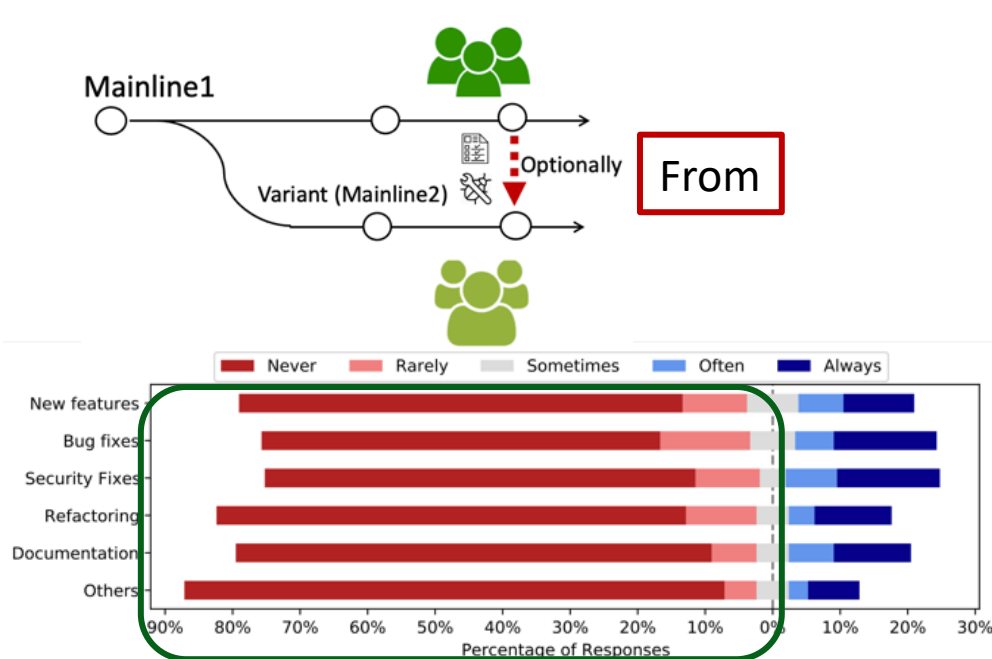 Mainline1
Optionally
From
Variant (Mainline2)
Never Rarely Sometimes Often Always
New features
Bug fixes
Security Fixes
Refactoring
Documentation
Others
90% 80% 70% 60% 50% 40% 30% 20% 10% 0% 10% 20% 30%
Percentage of Responses